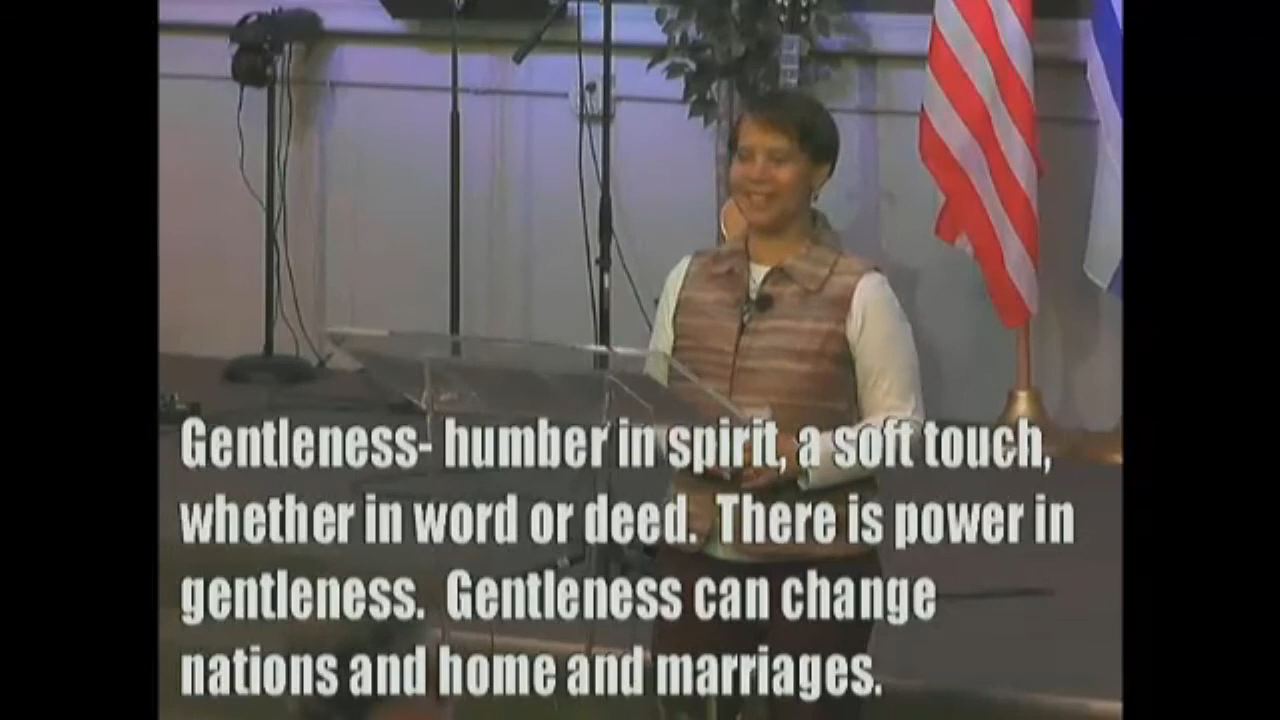 Gentleness- humber in spirit, a soft touch,
whether in word or deed.  There is power in
gentleness.  Gentleness can change
nations and home and marriages.